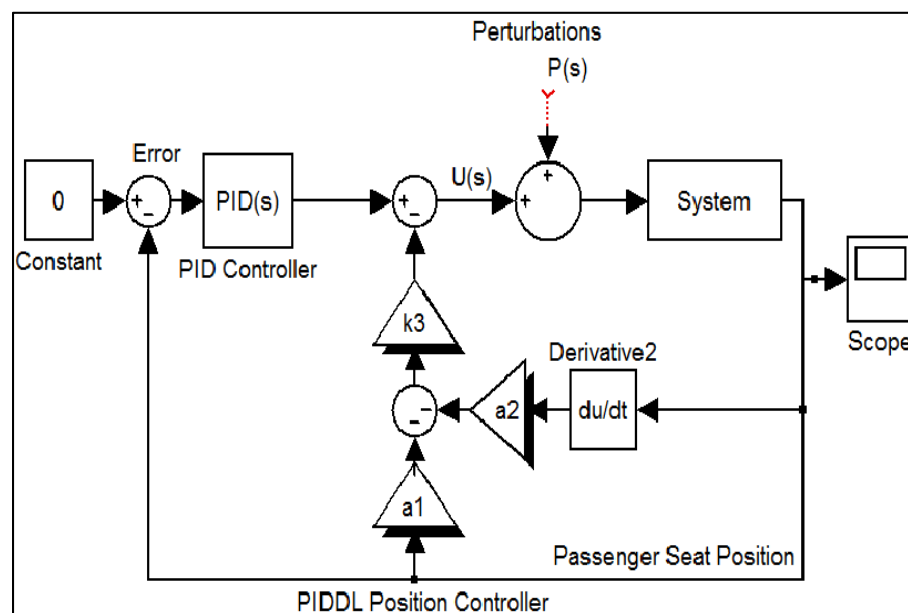 Perturbations
P(s)
Error
U(s)
0
+
-
PID(s)
+
-
+
+
System
Constant
PID Controller
k3
Scope
Derivative2
-
-
a2
du/dt
a1
Passenger Seat Position
PIDDL Position Controller